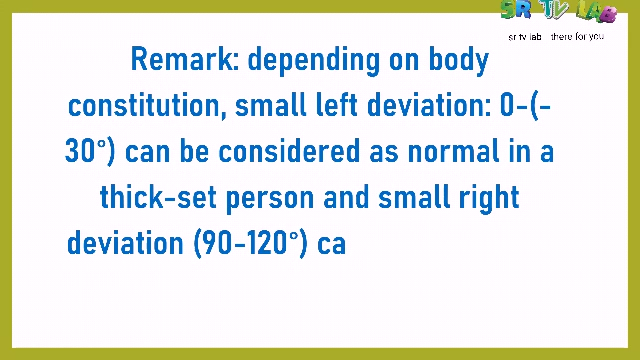 SR TV LAB
sr tv lab there for you
Remark: depending on body
constitution, small left deviation: 0-(-
30°) can be considered as normal in a
thick-set person and small right
deviation (90-120°) ca